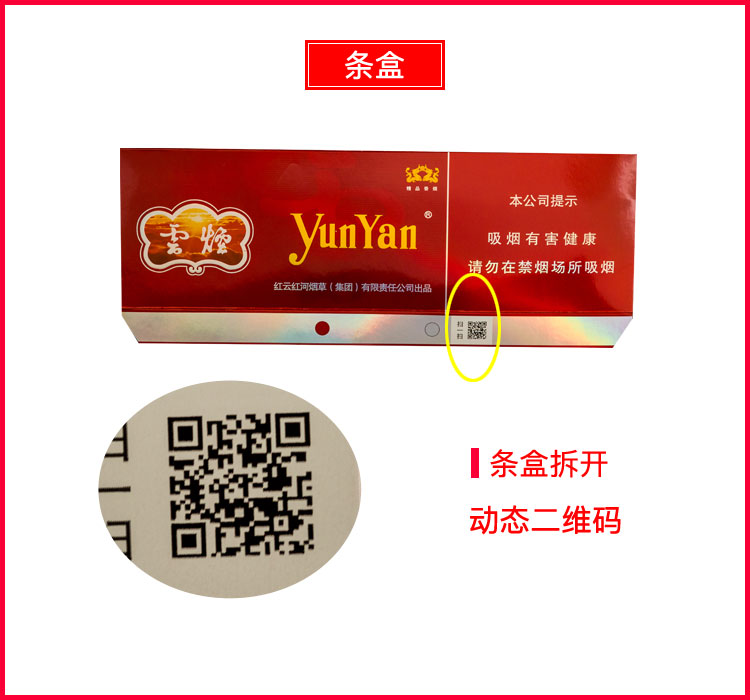 条盒
精品香烟
雲煙
YunYan®
红云红河烟草（集团）有限责任公司出品
本公司提示
吸烟有害健康
请勿在禁烟场所吸烟
扫一扫
条盒拆开
动态二维码